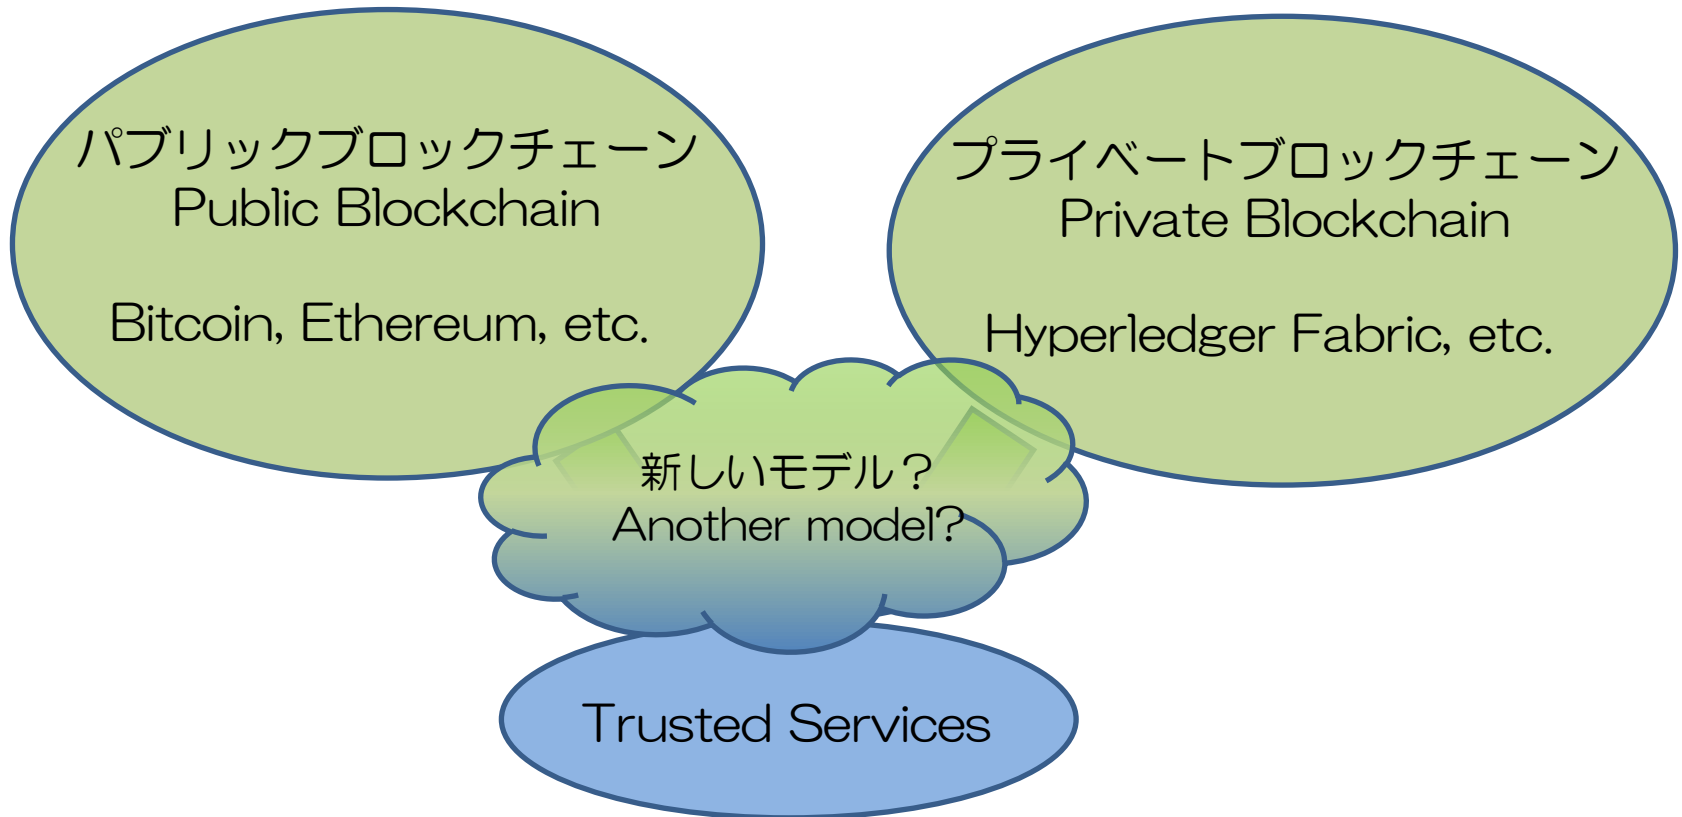 パブリックブロックチェーン
Public Blockchain
Bitcoin, Ethereum, etc.
プライベートブロックチェーン
Private Blockchain
Hyperledger Fabric, etc.
新しいモデル？
Another model?
Trusted Services